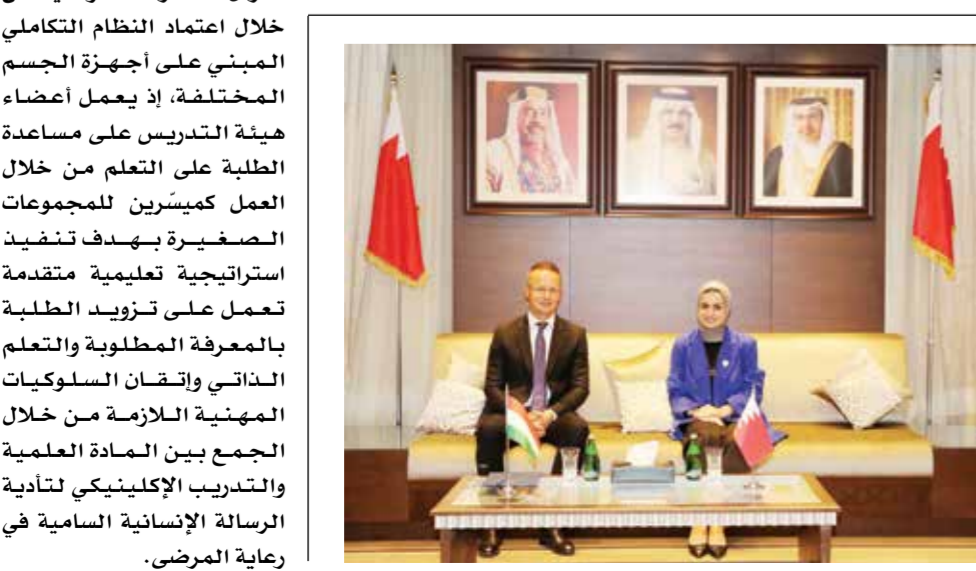 خلال اعتماد النظام التكاملي
المبني على أجهزة الجسم
المختلفة، إذ يعمل أعضاء
هيئة التدريس على مساعدة
الطلبة على التعلم من خلال
العمل كميسّرين للمجموعات
الصغيرة بهدف تنفيذ
استراتيجية تعليمية متقدمة
تعمل على تزويد الطلبة
بالمعرفة المطلوبة والتعلم
الذاتي وإتقان السلوكيات
المهنية اللازمة من خلال
الجمع بين المادة العلمية
والتدريب الإكلينيكي لتأدية
الرسالة الإنسانية السامية في
رعاية المرضى.